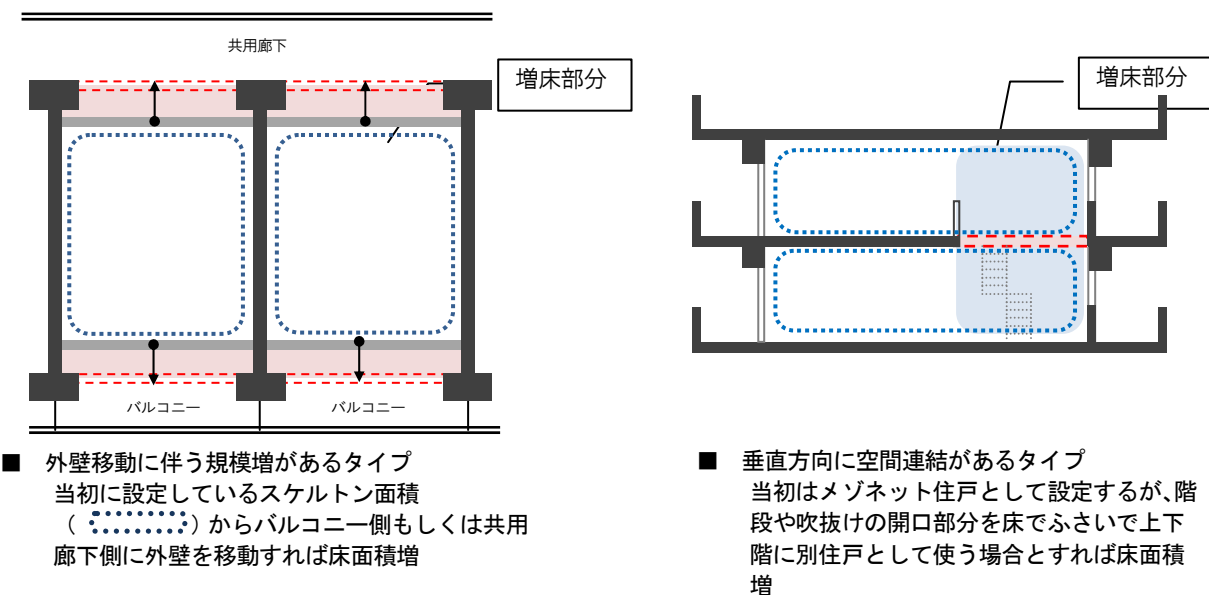 共用廊下
増床部分
バルコニー
バルコニー
■ 外壁移動に伴う規模増があるタイプ
当初に設定しているスケルトン面積
（ ）からバルコニー側もしくは共用
廊下側に外壁を移動すれば床面積増
増床部分
■ 垂直方向に空間連結があるタイプ
当初はメゾネット住戸として設定するが、階
段や吹抜けの開口部分を床でふさいで上下
階に別住戸として使う場合とすれば床面積
増